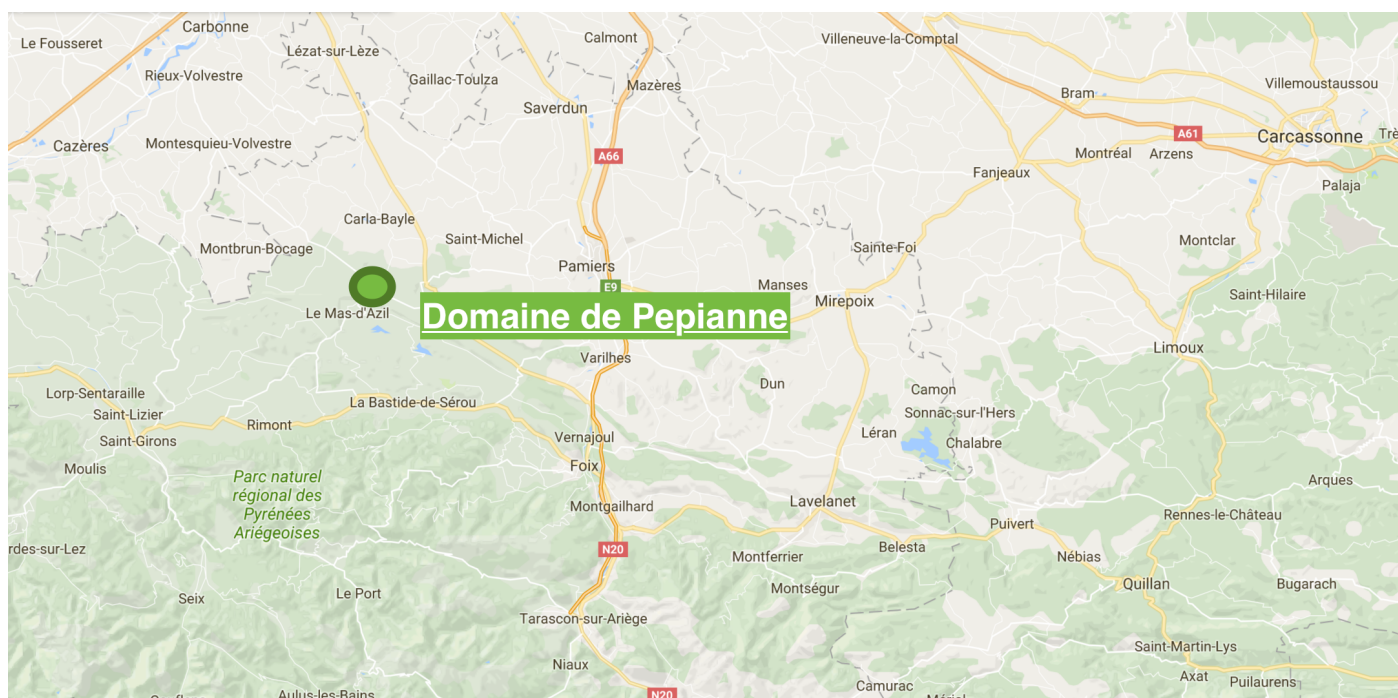 Carbonne
Calmont
Villeneuve-la-Comptal
Le Fousseret
Lézat-sur-Lèze
Rieux-Volvestre
Gaillac-Toulza
Mazères
Villemoustaussou
Bram
Saverdun
A61
Carcassonne
Cazères
Montesquieu-Volvestre
A66
Montréal
Arzens
Fanjeaux
Palaja
Carla-Bayle
Saint-Michel
Montbrun-Bocage
Sainte-Foi
Montclar
Pamiers
E9
Manses
Mirepoix
Saint-Hilaire
Le Mas-d'Azil
Domaine de Pepianne
Limoux
Varilhes
Dun
Camon
Lorp-Sentaraille
La Bastide-de-Sérou
Saint-Lizier
Sonnac-sur-l'Hers
Rimont
Saint-Girons
Vernajoul
Léran
Chalabre
Moulis
Foix
Parc naturel
régional des
Pyrénées
Ariégeoises
Arques
Montgailhard
Lavelanet
Puivert
Rennes-le-Château
rdes-sur-Lez
N20
Montferrier
Belesta
Nébias
Quillan
Bugarach
Montségur
Seix
Le Port
Tarascon-sur-Ariège
Saint-Martin-Lys
Niaux
Axat
Puilaurens
Camurac
N20
Aulus-les-Bains